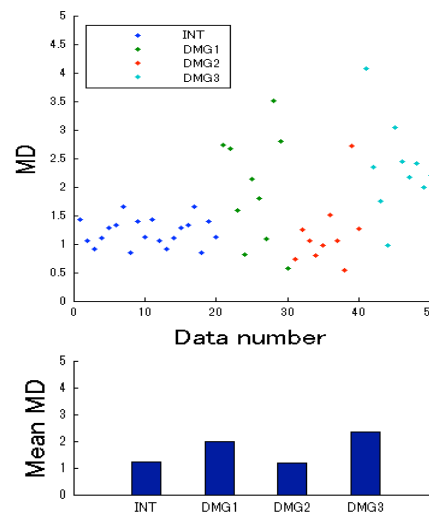 5
4.5
4
3.5
3
2.5
2
1.5
1
0.5
0
MD
INT
DMG1
DMG2
DMG3
0 10 20 30 40 50
Data number
5
4
3
2
1
0
Mean MD
INT DMG1 DMG2 DMG3